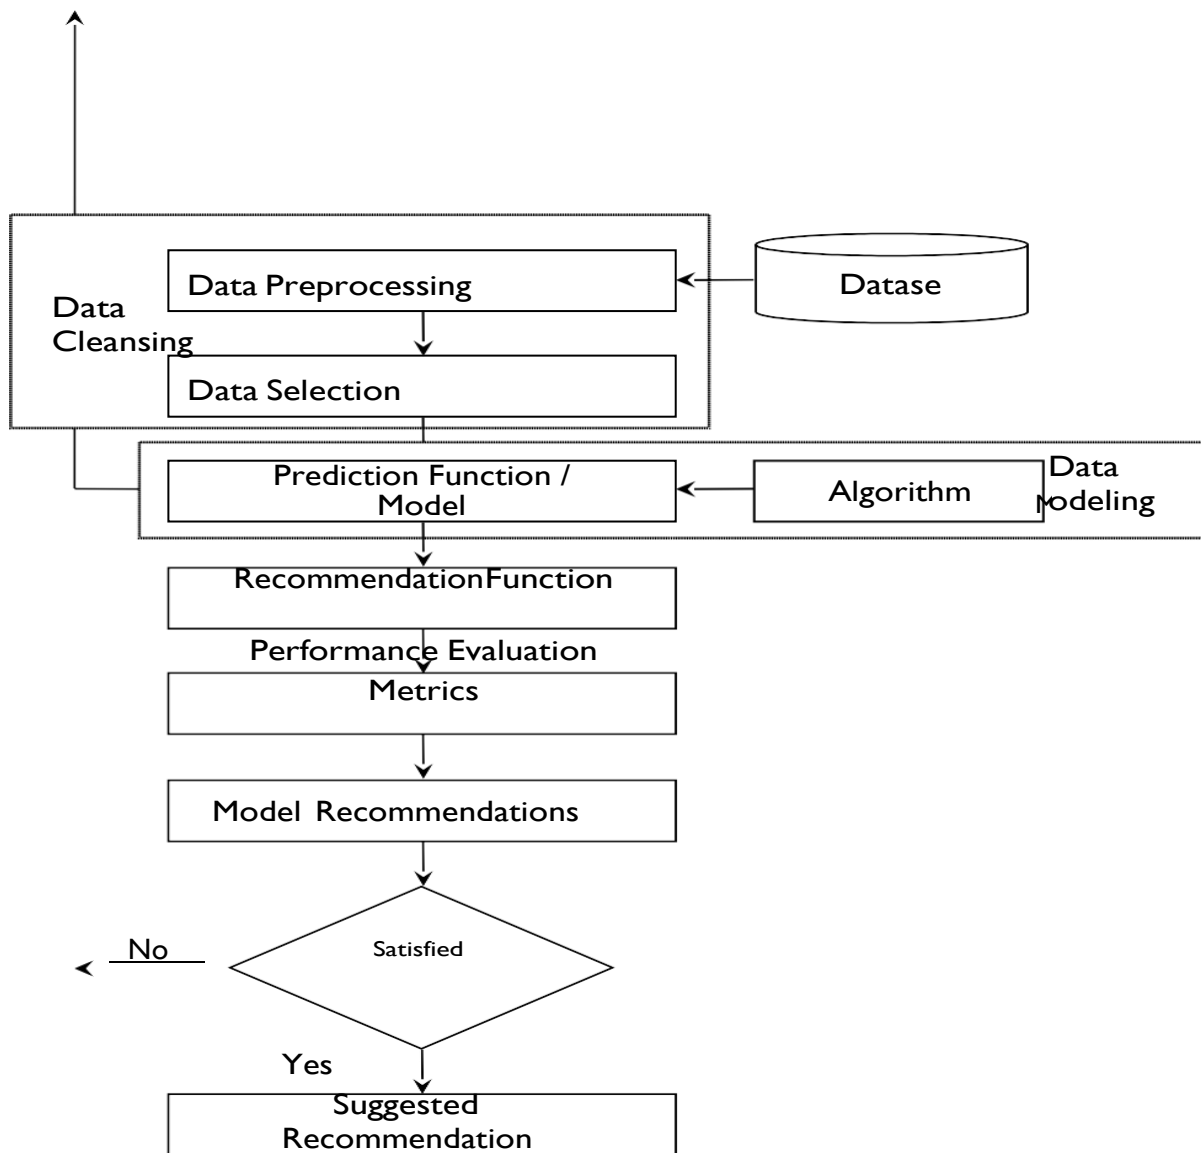 Data Preprocessing
Datase
Data
Cleansing
Data Selection
Prediction Function /
Model
Algorithm
Data
Modeling
RecommendationFunction
Performance Evaluation
Metrics
Model Recommendations
Satisfied
No
Yes
Suggested
Recommendation